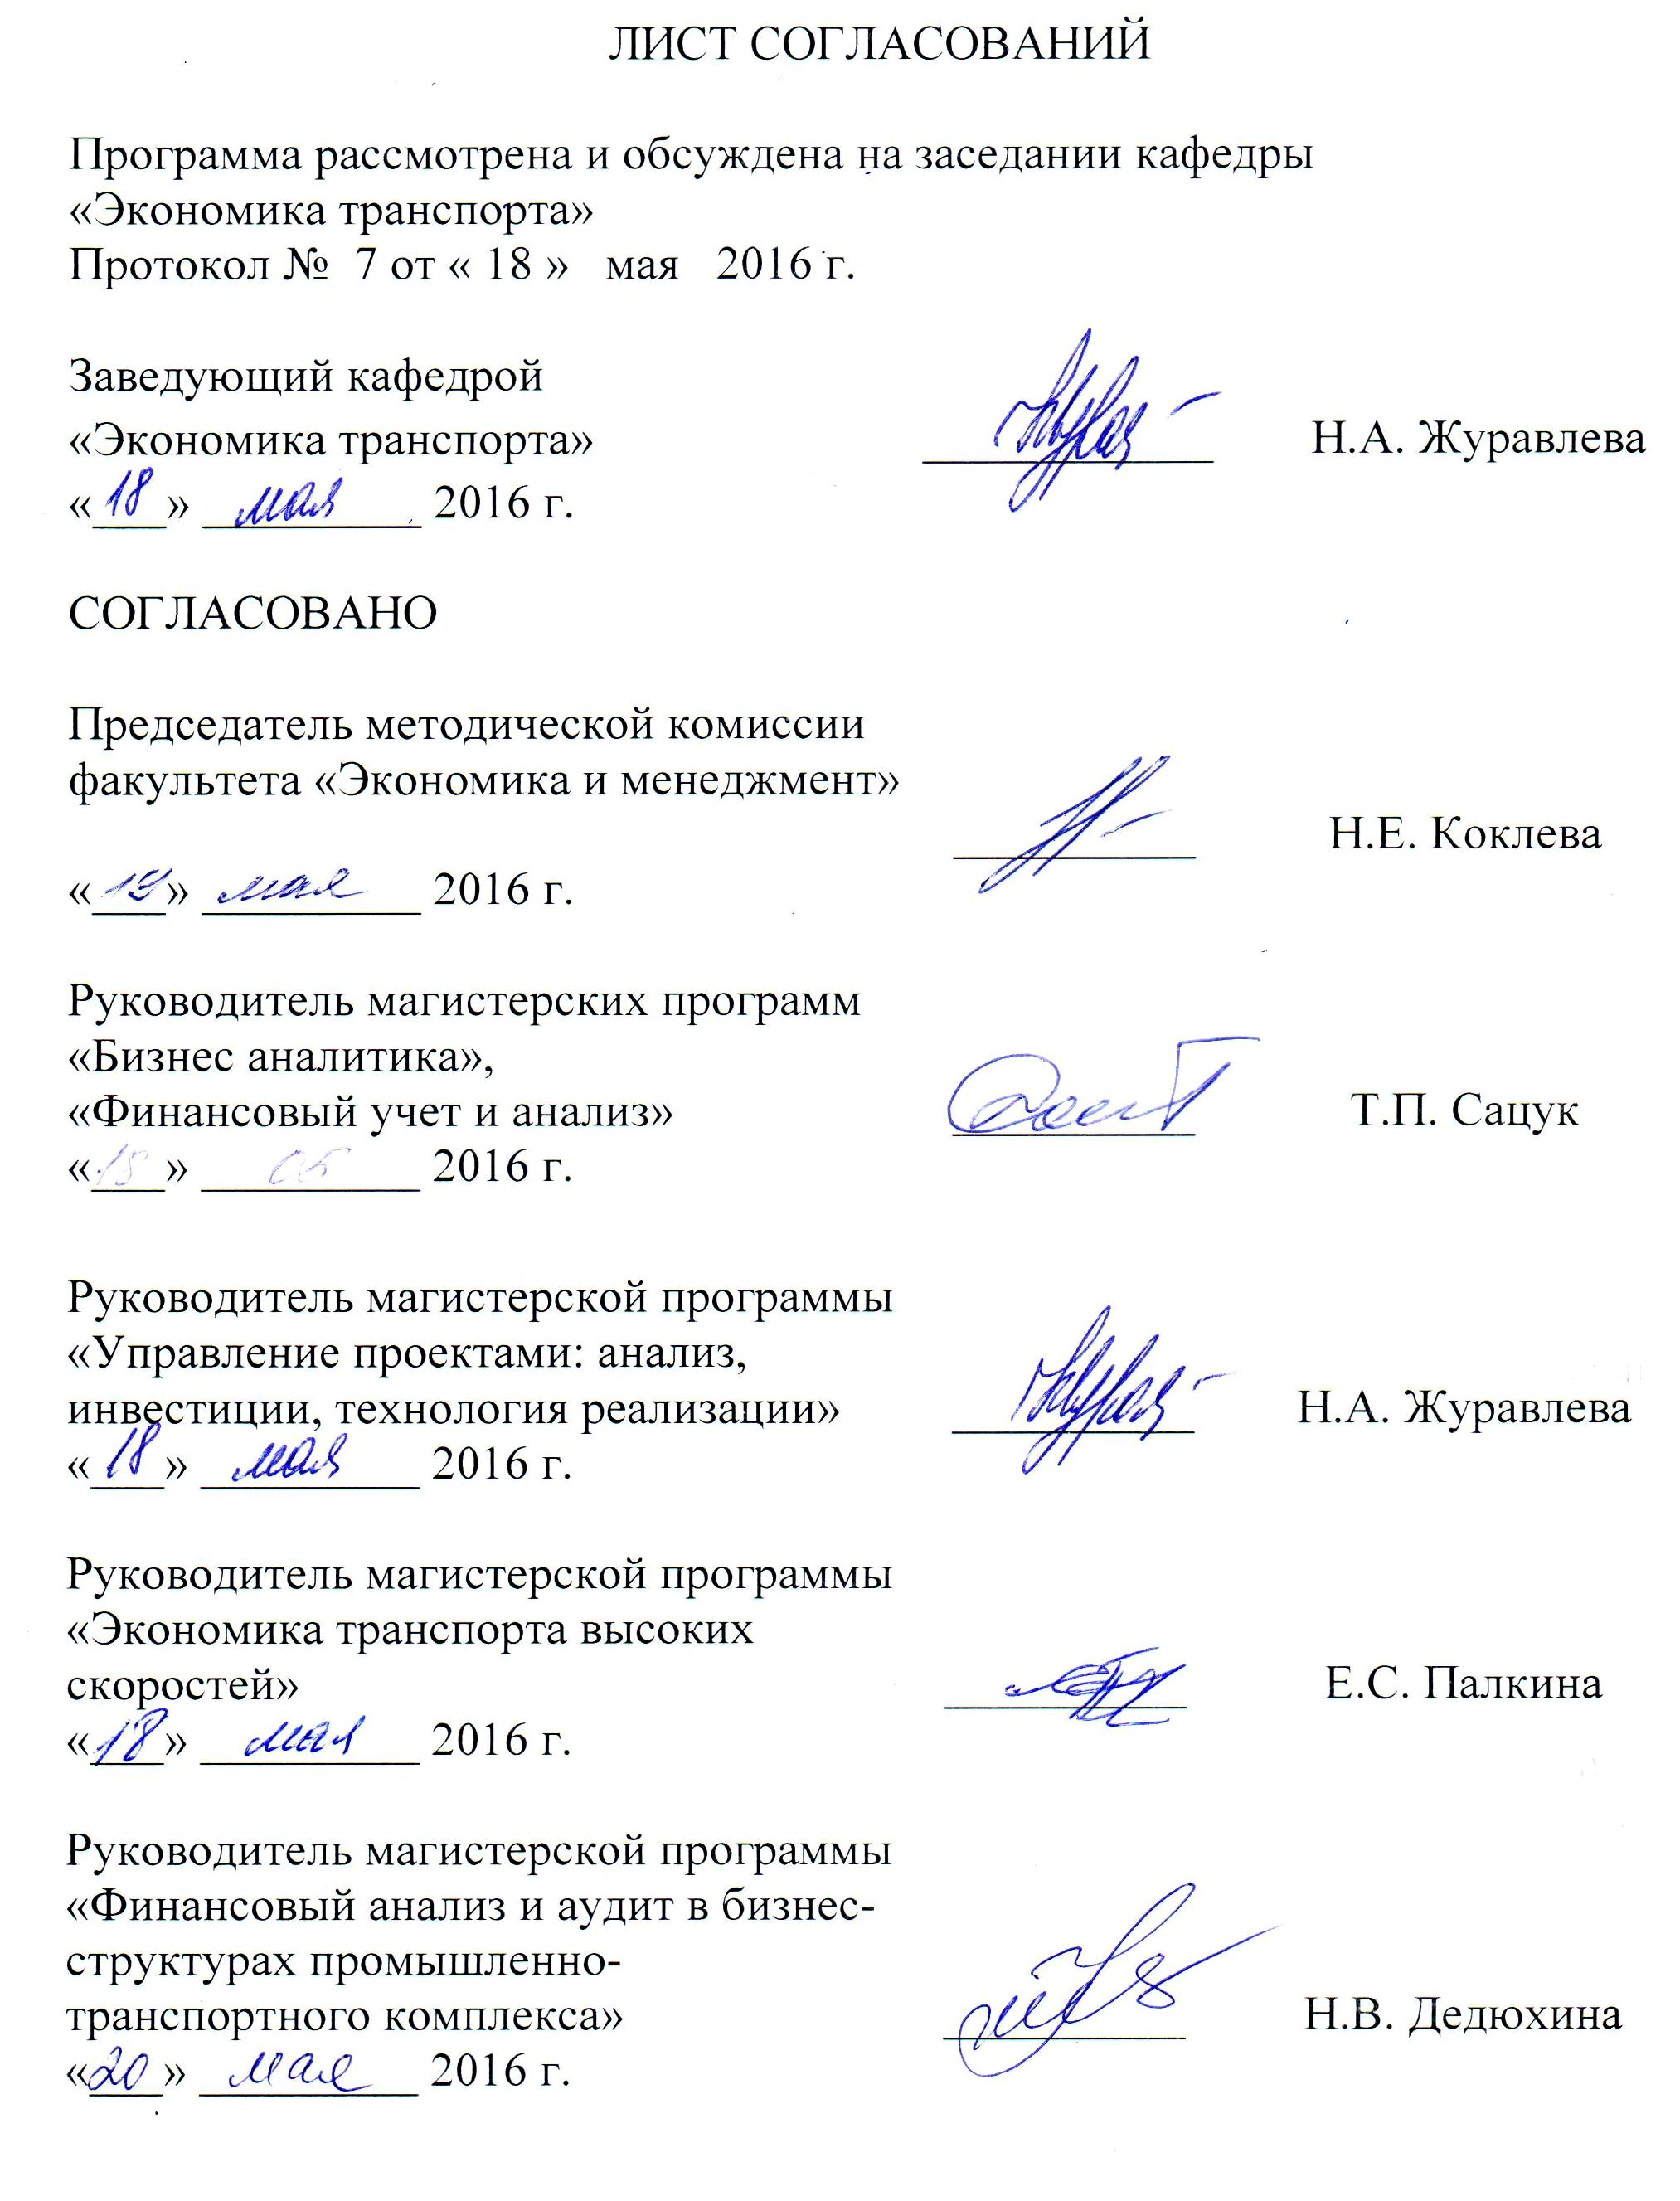 ЛИСТ СОГЛАСОВАНИЙ
Программа рассмотрена и обсуждена на заседании кафедры
«Экономика транспорта»
Протокол № 7 от « 18 » мая 2016 г.
Заведующий кафедрой
«Экономика транспорта» Н.А. Журавлева
«18» мая 2016 г.
СОГЛАСОВАНО
Председатель методической комиссии
факультета «Экономика и менеджмент»
Н.Е. Коклева
«19» мая 2016 г.
Руководитель магистерских программ
«Бизнес аналитика»,
«Финансовый учет и анализ» Т.П. Сацук
« » 05 2016 г.
Руководитель магистерской программы
«Управление проектами: анализ,
инвестиции, технология реализации» Н.А. Журавлева
«18» мая 2016 г.
Руководитель магистерской программы
«Экономика транспорта высоких
скоростей» Е.С. Палкина
«18» мая 2016 г.
Руководитель магистерской программы
«Финансовый анализ и аудит в бизнес-
структурах промышленно-
транспортного комплекса» Н.В. Дедюхина
«20» мая 2016 г.